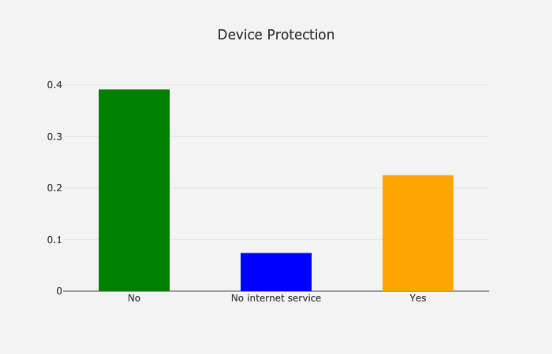 Device Protection
0.4
0.3
0.2
0.1
0
No
No internet service
Yes